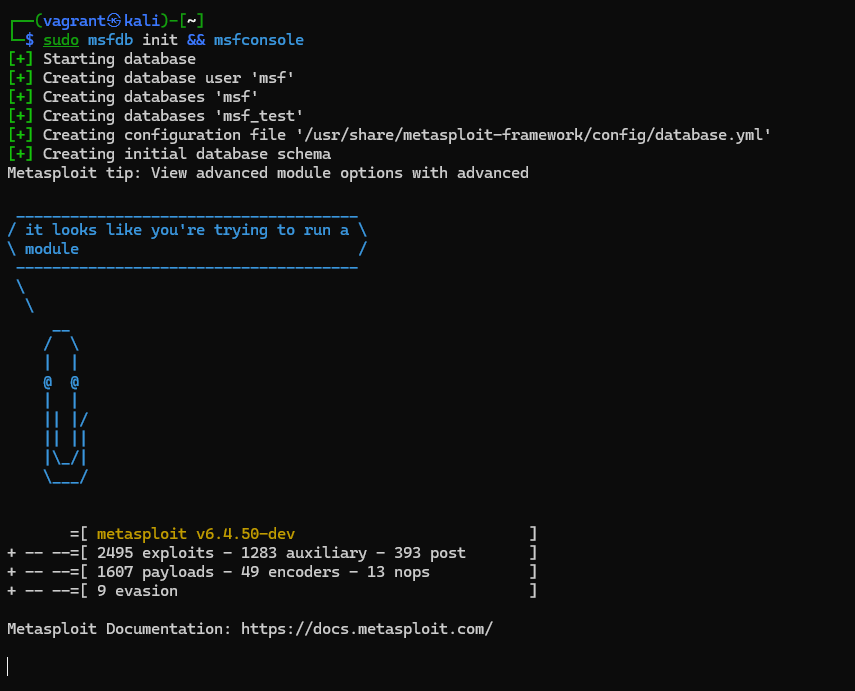 ┌──(vagrant㉿kali)-[~]
└─$ sudo msfdb init && msfconsole
[+] Starting database
[+] Creating database user 'msf'
[+] Creating databases 'msf'
[+] Creating databases 'msf_test'
[+] Creating configuration file '/usr/share/metasploit-framework/config/database.yml'
[+] Creating initial database schema
Metasploit tip: View advanced module options with advanced

 ______________________________________
/ it looks like you're trying to run a \
\ module                               /
 --------------------------------------
 \
  \
     __
    /  \
    |  |
    @  @
    |  |
    || |/
    || ||
    |\_/|
    \___/

       =[ metasploit v6.4.50-dev                          ]
+ -- --=[ 2495 exploits - 1283 auxiliary - 393 post       ]
+ -- --=[ 1607 payloads - 49 encoders - 13 nops           ]
+ -- --=[ 9 evasion                                       ]

Metasploit Documentation: https://docs.metasploit.com/